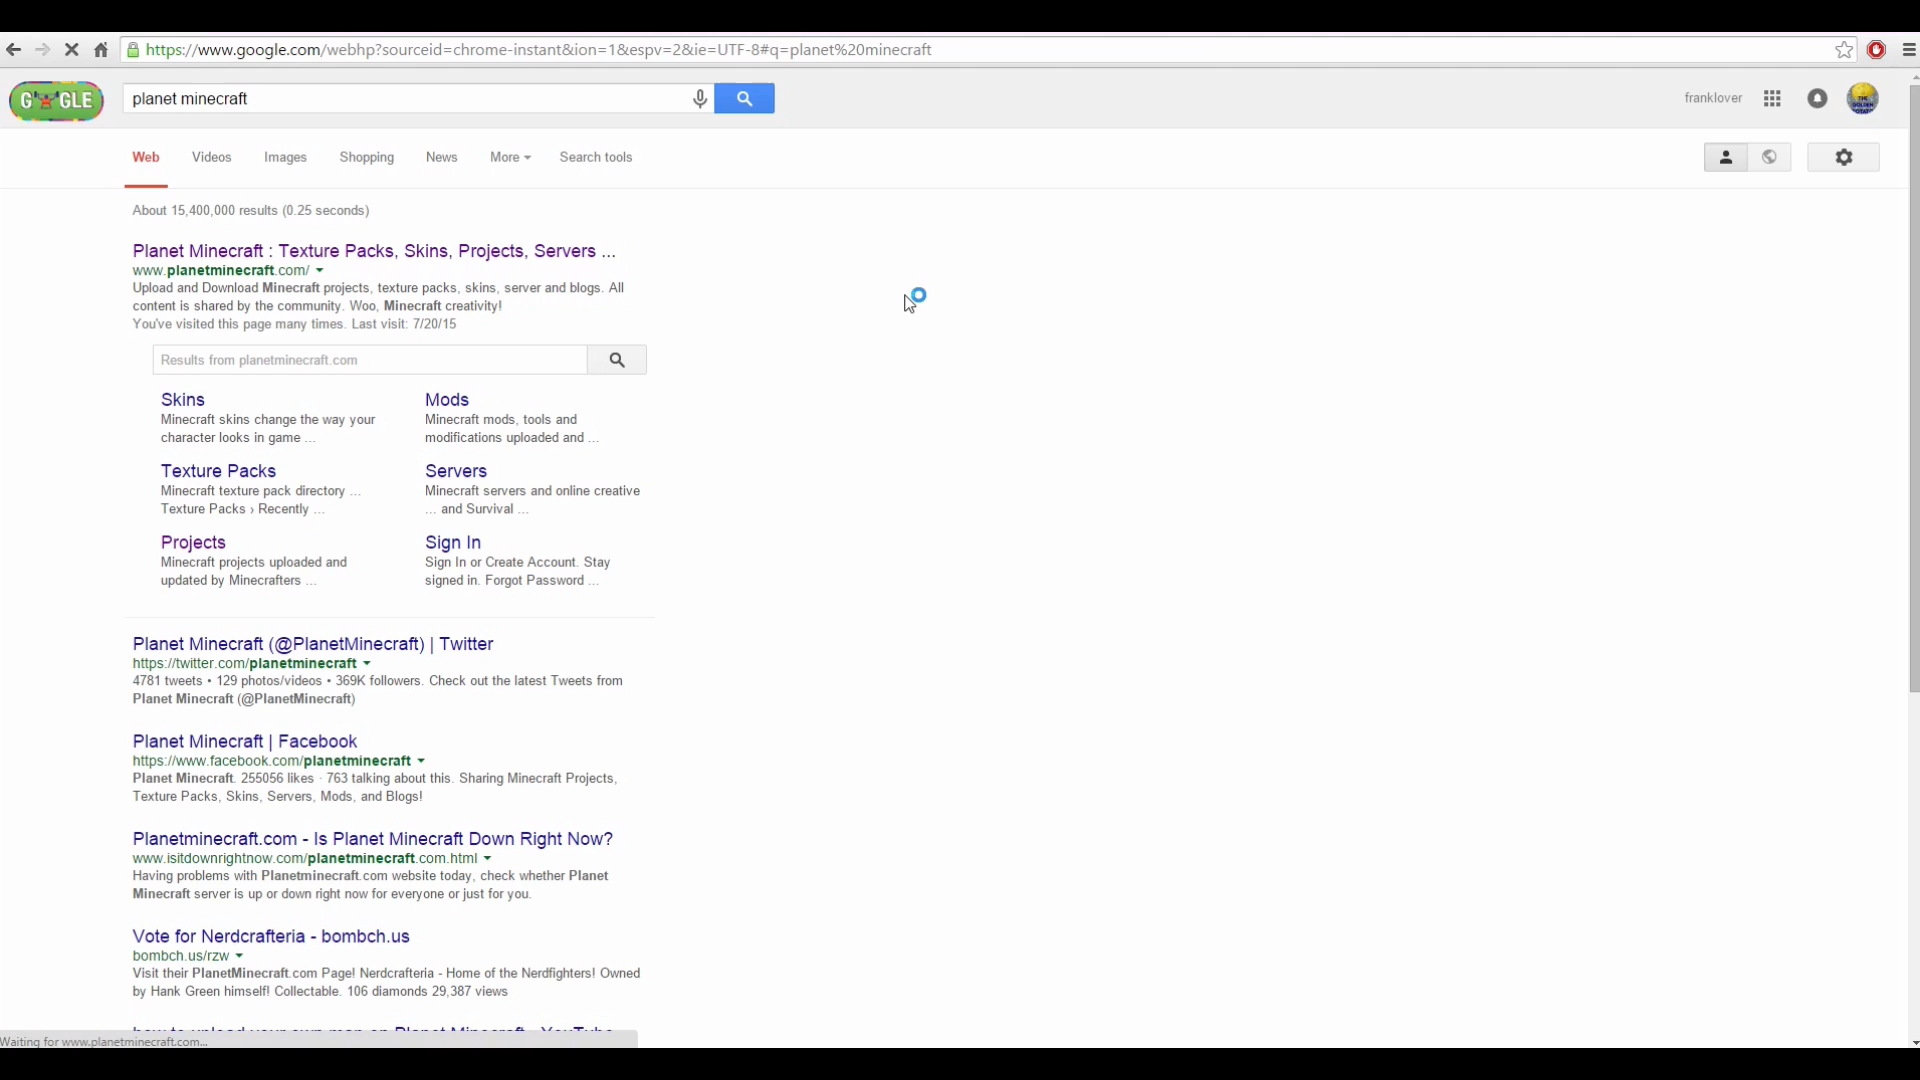 https://www.google.com/webhp?sourceid=chrome-instant&ion=1&espv=2&ie=UTF-8#q=planet%20minecraft
G GLE
planet minecraft
franklover
Web Videos Images Shopping News More Search tools
About 15,400,000 results (0.25 seconds)
Planet Minecraft : Texture Packs, Skins, Projects, Servers ...
www.planetminecraft.com/
Upload and Download Minecraft projects, texture packs, skins, server and blogs. All
content is shared by the community. Woo, Minecraft creativity!
You've visited this page many times. Last visit: 7/20/15
Results from planetminecraft.com
Skins
Minecraft skins change the way your
character looks in game ...
Mods
Minecraft mods, tools and
modifications uploaded and ...
Texture Packs
Minecraft texture pack directory ...
Texture Packs › Recently ...
Servers
Minecraft servers and online creative
... and Survival ...
Projects
Minecraft projects uploaded and
updated by Minecrafters ...
Sign In
Sign In or Create Account. Stay
signed in. Forgot Password ...
Planet Minecraft (@PlanetMinecraft) | Twitter
https://twitter.com/planetminecraft
4781 tweets • 129 photos/videos • 369K followers. Check out the latest Tweets from
Planet Minecraft (@PlanetMinecraft)
Planet Minecraft | Facebook
https://www.facebook.com/planetminecraft
Planet Minecraft. 255056 likes · 763 talking about this. Sharing Minecraft Projects,
Texture Packs, Skins, Servers, Mods, and Blogs!
Planetminecraft.com - Is Planet Minecraft Down Right Now?
www.isitdownrightnow.com/planetminecraft.com.html
Having problems with Planetminecraft.com website today, check whether Planet
Minecraft server is up or down right now for everyone or just for you.
Vote for Nerdcrafteria - bombch.us
bombch.us/rzw
Visit their PlanetMinecraft.com Page! Nerdcrafteria - Home of the Nerdfighters! Owned
by Hank Green himself! Collectable. 106 diamonds 29,387 views
how to upload your own map on Planet Minecraft - YouTube
Waiting for www.planetminecraft.com...